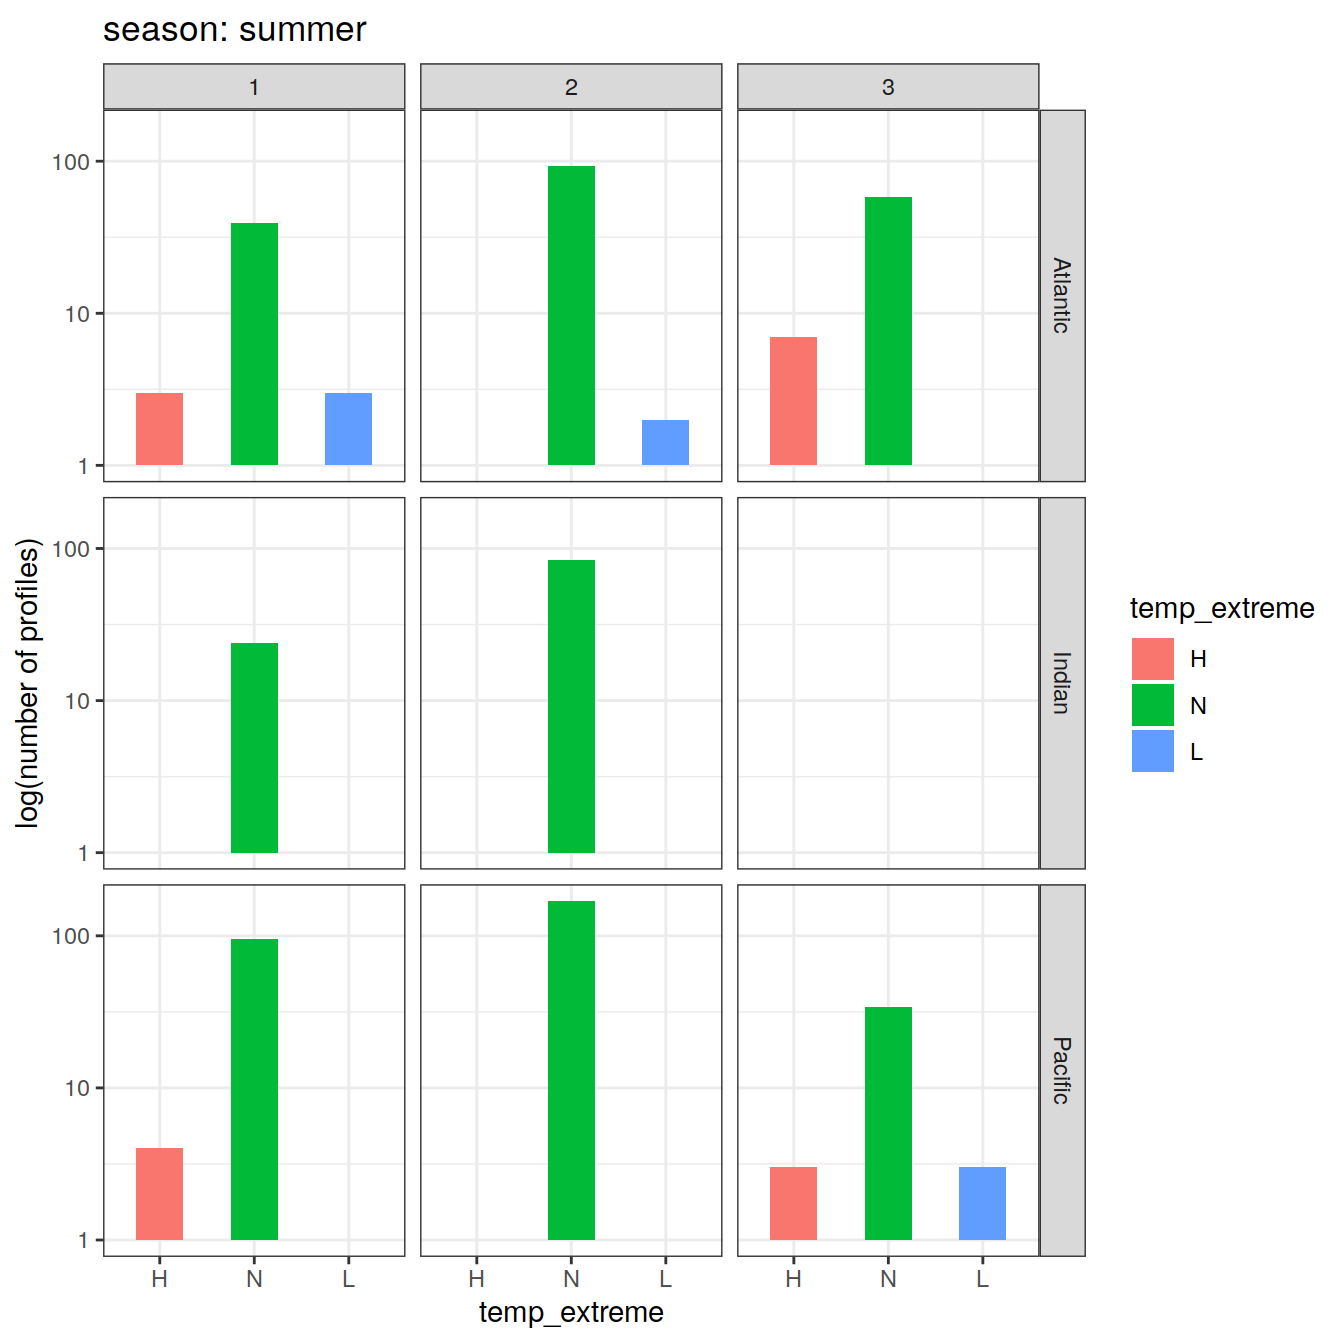 season: summer
1 2 3
100
10
1
Atlantic
100
10
1
Indian
100
10
1
Pacific
H N L H N L H N L
temp_extreme
log(number of profiles)
temp_extreme
H
N
L